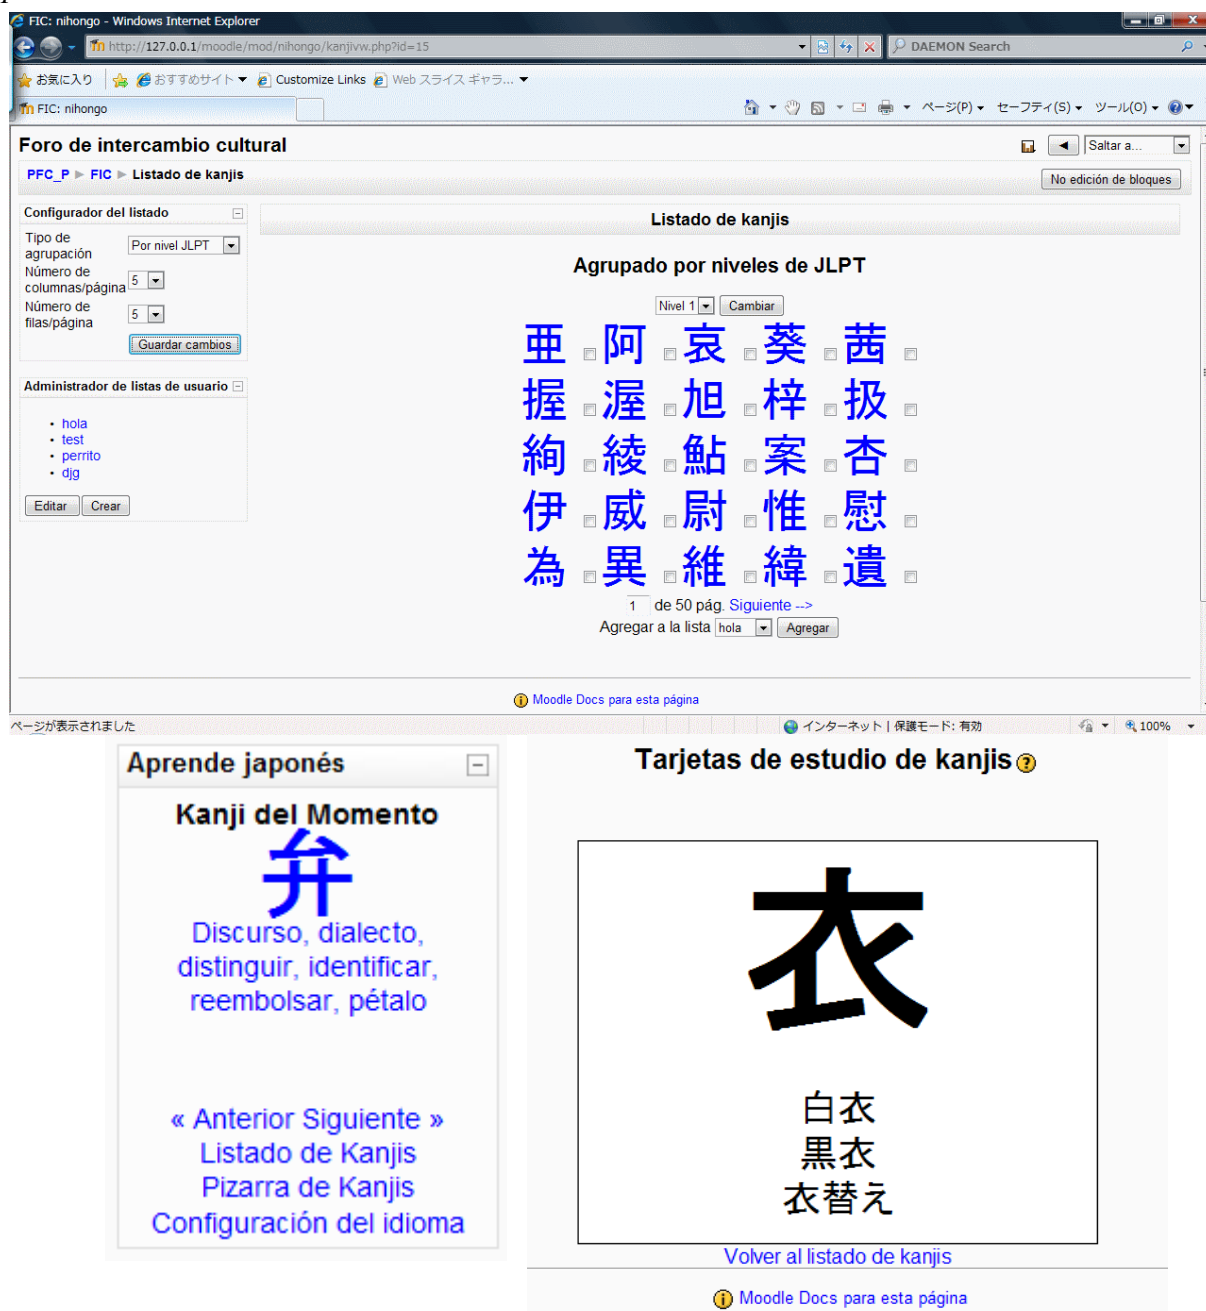 FIC: nihongo - Windows Internet Explorer
http://127.0.0.1/moodle/mod/nihongo/kanjivw.php?id=15
DAEMON Search
お気に入り おすすめサイト Customize Links Web スライス ギャラ...
FIC: nihongo ページ(P) セーフティ(S) ツール(O)
Foro de intercambio cultural Saltar a...
PFC_P ► FIC ► Listado de kanjis No edición de bloques
Configurador del listado
Tipo de agrupación Por nivel JLPT
Número de columnas/página 5
Número de filas/página 5
Guardar cambios
Administrador de listas de usuario
• hola
• test
• perrito
• djg
Editar Crear
Listado de kanjis
Agrupado por niveles de JLPT
Nivel 1 Cambiar
亜 阿 哀 葵 茜
握 渥 旭 梓 扱
絢 綾 鮎 案 杏
伊 威 尉 惟 慰
為 異 維 緯 遺
1 de 50 pág. Siguiente -->
Agregar a la lista hola Agregar
Moodle Docs para esta página
ページが表示されました インターネット | 保護モード: 有効 100%
Aprende japonés
Kanji del Momento
弁
Discurso, dialecto,
distinguir, identificar,
reembolsar, pétalo
« Anterior Siguiente »
Listado de Kanjis
Pizarra de Kanjis
Configuración del idioma
Tarjetas de estudio de kanjis
衣
白衣
黒衣
衣替え
Volver al listado de kanjis
Moodle Docs para esta página